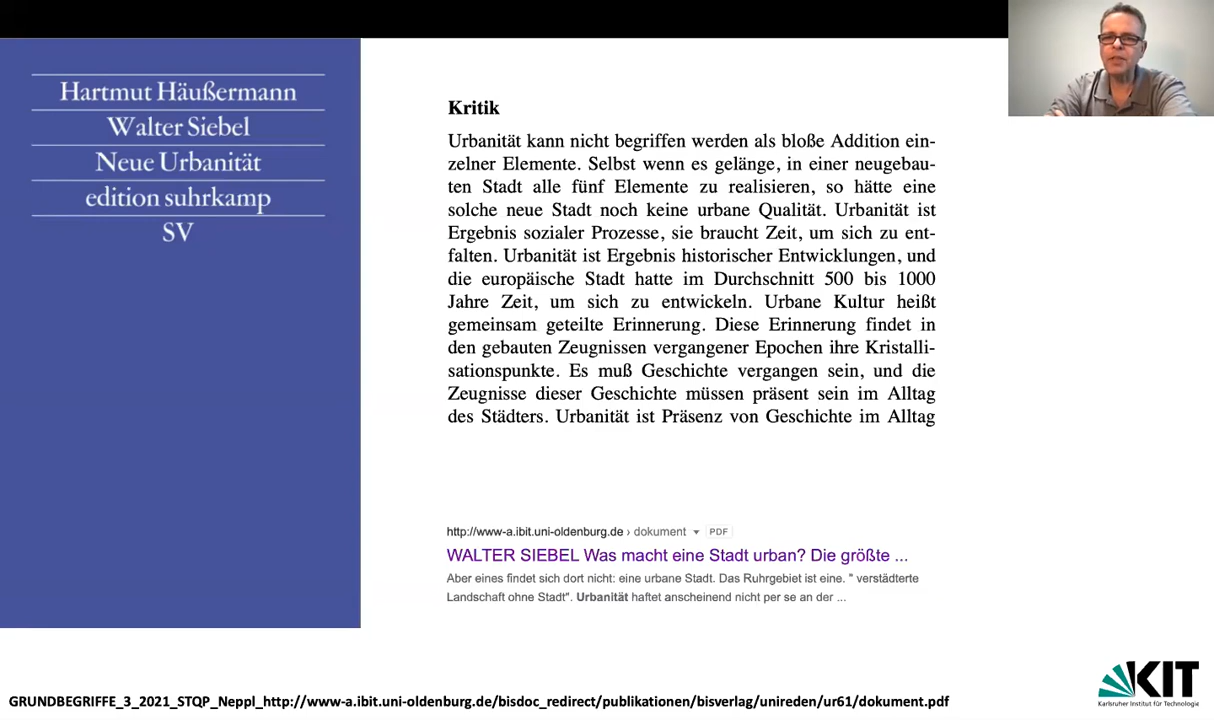 Hartmut Häußermann
Walter Siebel
Neue Urbanität
edition suhrkamp
SV
Kritik
Urbanität kann nicht begriffen werden als bloße Addition ein-
zelner Elemente. Selbst wenn es gelänge, in einer neugebau-
ten Stadt alle fünf Elemente zu realisieren, so hätte eine
solche neue Stadt noch keine urbane Qualität. Urbanität ist
Ergebnis sozialer Prozesse, sie braucht Zeit, um sich zu ent-
falten. Urbanität ist Ergebnis historischer Entwicklungen, und
die europäische Stadt hatte im Durchschnitt 500 bis 1000
Jahre Zeit, um sich zu entwickeln. Urbane Kultur heißt
gemeinsam geteilte Erinnerung. Diese Erinnerung findet in
den gebauten Zeugnissen vergangener Epochen ihre Kristalli-
sationspunkte. Es muß Geschichte vergangen sein, und die
Zeugnisse dieser Geschichte müssen präsent sein im Alltag
des Städters. Urbanität ist Präsenz von Geschichte im Alltag
http://www-a.ibit.uni-oldenburg.de › dokument PDF
WALTER SIEBEL Was macht eine Stadt urban? Die größte ...
Aber eines findet sich dort nicht: eine urbane Stadt. Das Ruhrgebiet ist eine. " verstädterte
Landschaft ohne Stadt". Urbanität haftet anscheinend nicht per se an der ...
KIT
Karlsruher Institut für Technologie
GRUNDBEGRIFFE_3_2021_STQP_Neppl_http://www-a.ibit.uni-oldenburg.de/bisdoc_redirect/publikationen/bisverlag/unireden/ur61/dokument.pdf